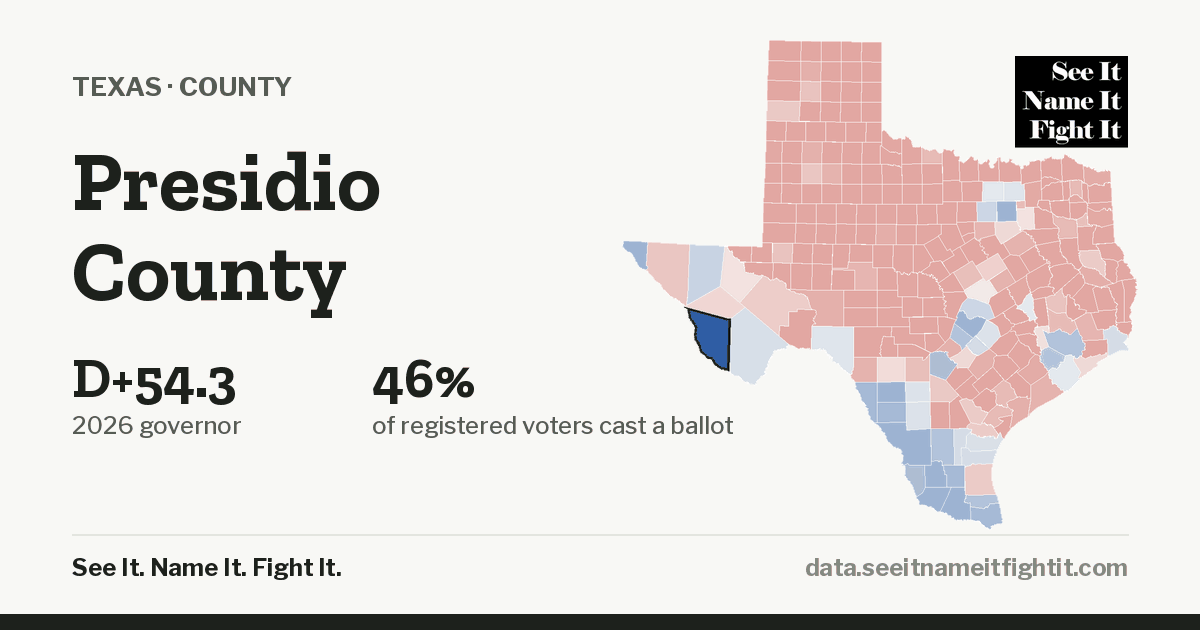 TEXAS · COUNTY
Presidio
County
D+54.3
2026 governor
46%
of registered voters cast a ballot
See It
Name It
Fight It
See It. Name It. Fight It.
data.seeitnameitfightit.com